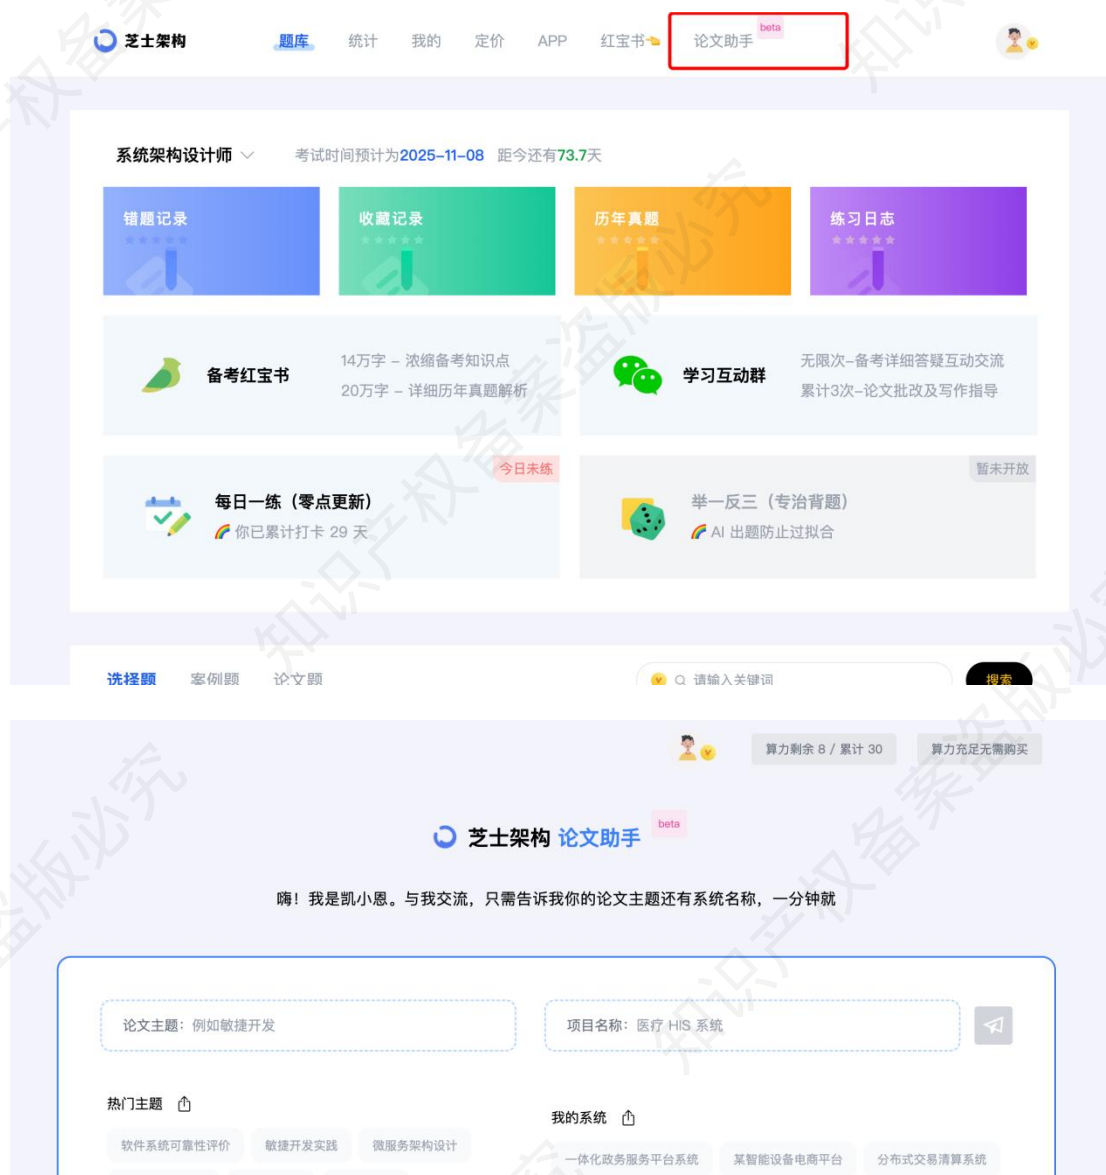 芝士架构 题库 统计 我的 定价 APP 红宝书 论文助手 beta
系统架构设计师 考试时间预计为2025-11-08 距今还有73.7天
错题记录 收藏记录 历年真题 练习日志
备考红宝书
14万字 – 浓缩备考知识点
20万字 – 详细历年真题解析
学习互动群
无限次–备考详细答疑互动交流
累计3次–论文批改及写作指导
今日未练
每日一练（零点更新）
你已累计打卡 29 天
暂未开放
举一反三（专治背题）
AI 出题防止过拟合
选择题 案例题 论文题 请输入关键词 搜索
算力剩余 8 / 累计 30 算力充足无需购买
芝士架构 论文助手 beta
嗨！我是凯小恩。与我交流，只需告诉我你的论文主题还有系统名称，一分钟就
论文主题：例如敏捷开发 项目名称：医疗 HIS 系统
热门主题
软件系统可靠性评价 敏捷开发实践 微服务架构设计
我的系统
一体化政务服务平台系统 某智能设备电商平台 分布式交易清算系统
知识产权备案盗版必究